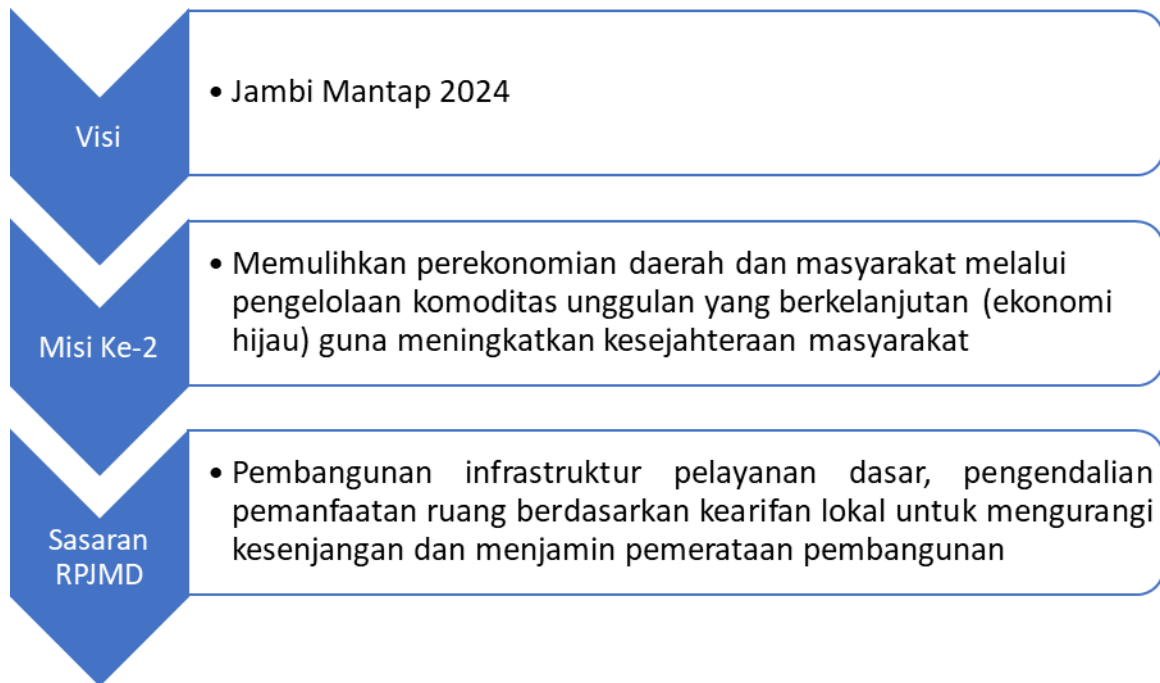 Visi
• Jambi Mantap 2024
Misi Ke-2
• Memulihkan perekonomian daerah dan masyarakat melalui
pengelolaan komoditas unggulan yang berkelanjutan (ekonomi
hijau) guna meningkatkan kesejahteraan masyarakat
Sasaran
RPJMD
• Pembangunan infrastruktur pelayanan dasar, pengendalian
pemanfaatan ruang berdasarkan kearifan lokal untuk mengurangi
kesenjangan dan menjamin pemerataan pembangunan